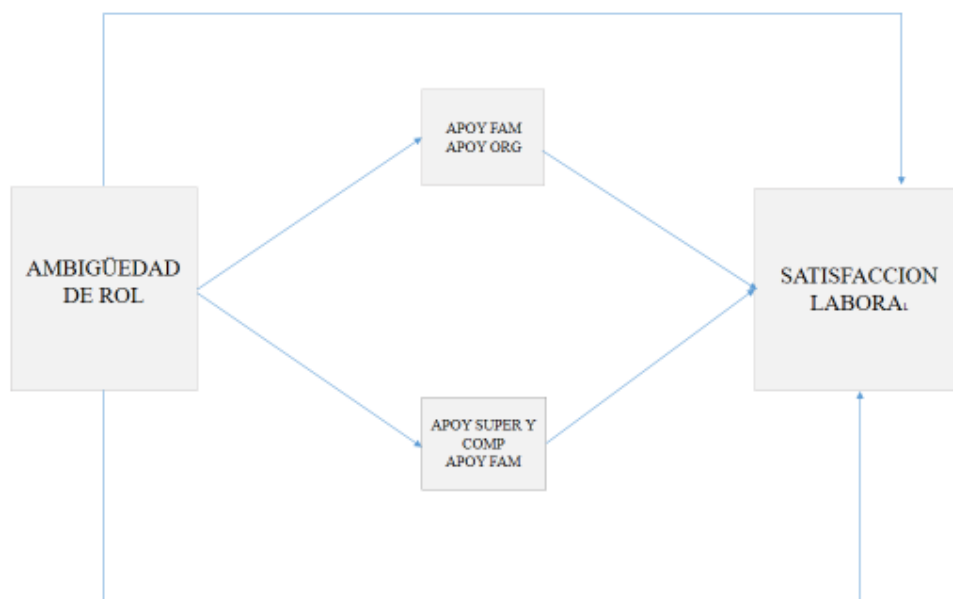 APOY FAM
APOY ORG
AMBIGÜEDAD
DE ROL
SATISFACCION
LABORAL
APOY SUPER Y
COMP
APOY FAM